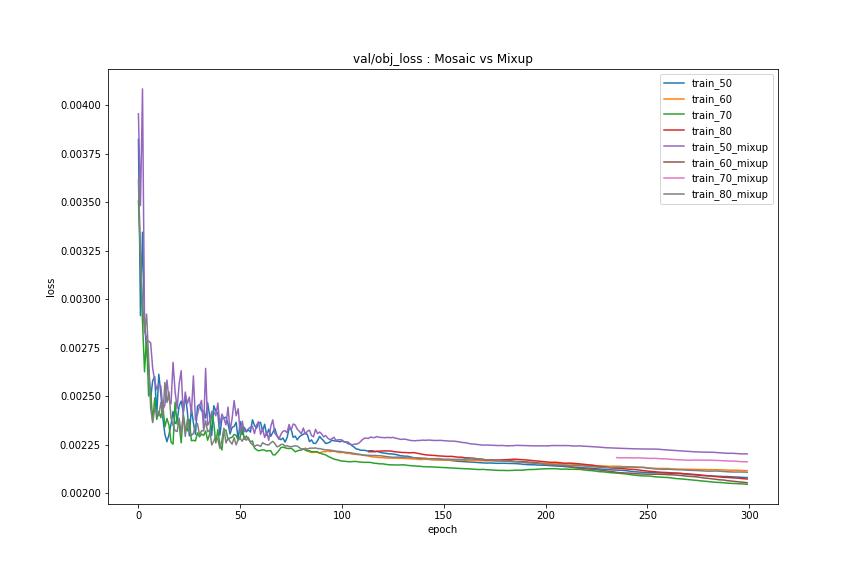 val/obj_loss : Mosaic vs Mixup
train_50
train_60
train_70
train_80
train_50_mixup
train_60_mixup
train_70_mixup
train_80_mixup
0.00400
0.00375
0.00350
0.00325
0.00300
0.00275
0.00250
0.00225
0.00200
loss
0 50 100 150 200 250 300
epoch